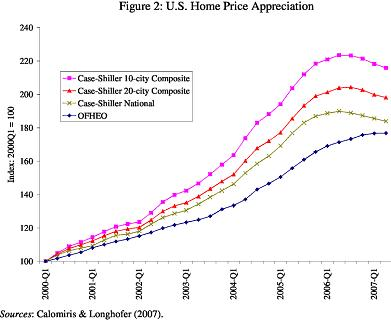 Figure 2: U.S. Home Price Appreciation
240
220
200
180
160
140
120
100
Index: 2000Q1 = 100
Case-Shiller 10-city Composite
Case-Shiller 20-city Composite
Case-Shiller National
OFHEO
2000-Q1
2001-Q1
2002-Q1
2003-Q1
2004-Q1
2005-Q1
2006-Q1
2007-Q1
Sources: Calomiris & Longhofer (2007).